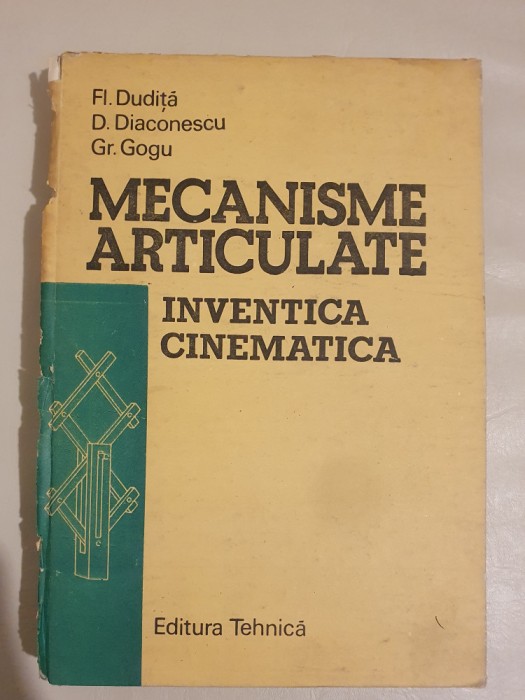 Fl. Dudiță
D. Diaconescu
Gr. Gogu
MECANISME
ARTICULATE
INVENTICA
CINEMATICA
Editura Tehnică